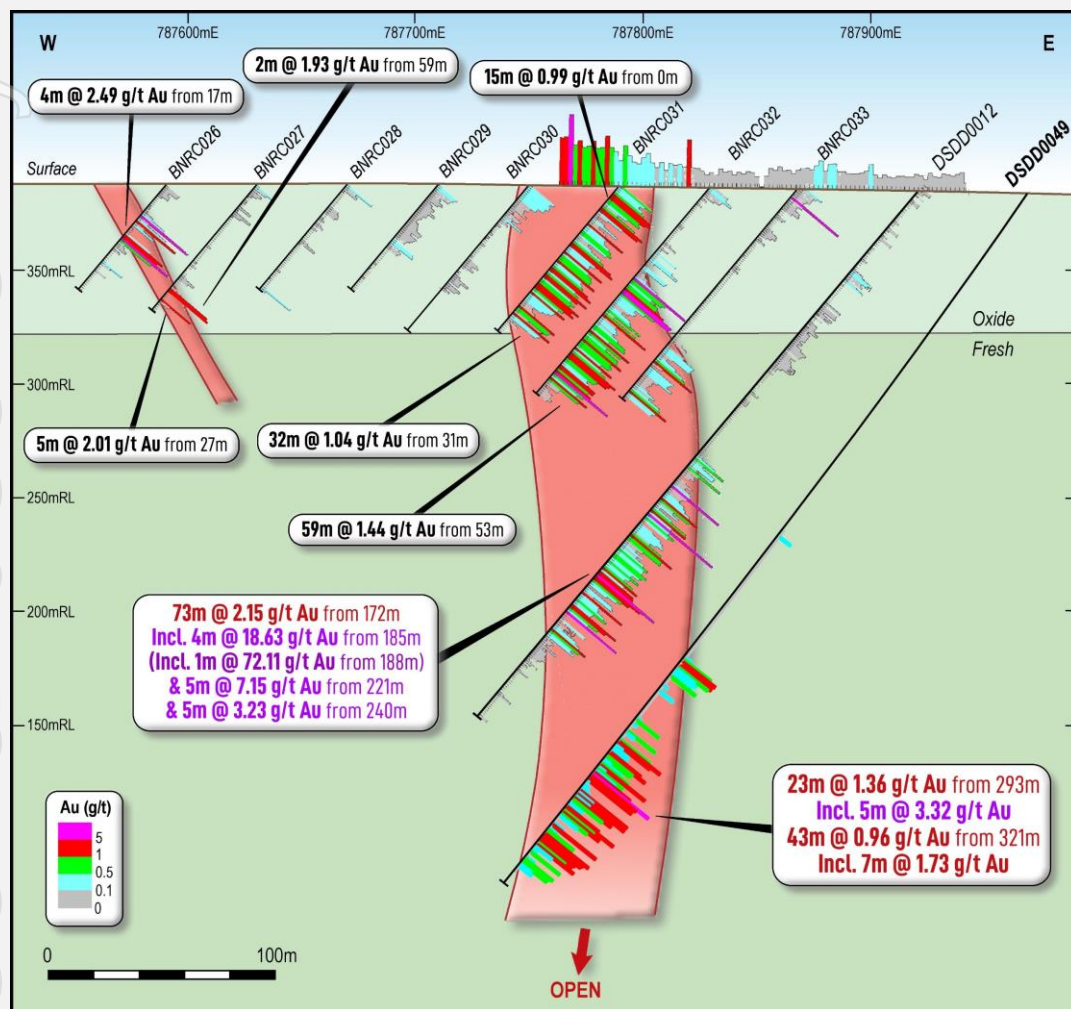 787600mE
787700mE
787800mE
787900mE
W
E
2m @ 1.93 g/t Au from 59m
4m @ 2.49 g/t Au from 17m
15m @ 0.99 g/t Au from 0m
Surface
BNRC026
BNRC027
BNRC028
BNRC029
BNRC030
BNRC031
BNRC032
BNRC033
DSDD0012
DSDD0049
350mRL
Oxide
Fresh
300mRL
5m @ 2.01 g/t Au from 27m
32m @ 1.04 g/t Au from 31m
250mRL
59m @ 1.44 g/t Au from 53m
200mRL
73m @ 2.15 g/t Au from 172m
Incl. 4m @ 18.63 g/t Au from 185m
(Incl. 1m @ 72.11 g/t Au from 188m)
& 5m @ 7.15 g/t Au from 221m
& 5m @ 3.23 g/t Au from 240m
150mRL
23m @ 1.36 g/t Au from 293m
Incl. 5m @ 3.32 g/t Au
43m @ 0.96 g/t Au from 321m
Incl. 7m @ 1.73 g/t Au
Au (g/t)
5
1
0.5
0.1
0
0
100m
OPEN